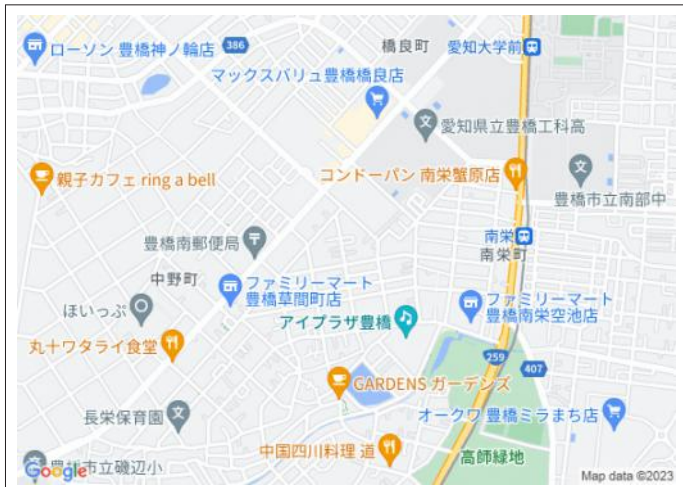 ローソン 豊橋神ノ輪店
386
橋良町
愛知大学前
マックスバリュ豊橋橋良店
愛知県立豊橋工科高
親子カフェ ring a bell
コンドーパン 南栄蟹原店
豊橋市立南部中
豊橋南郵便局
南栄
南栄町
中野町
ファミリーマート
豊橋草間町店
ほいっぷ
アイプラザ豊橋
ファミリーマート
豊橋南栄空池店
丸十ワタライ食堂
259
407
GARDENS ガーデンズ
長栄保育園
オークワ 豊橋ミラまち店
中国四川料理 道
高師緑地
市立磯辺小
Google
Map data ©2023